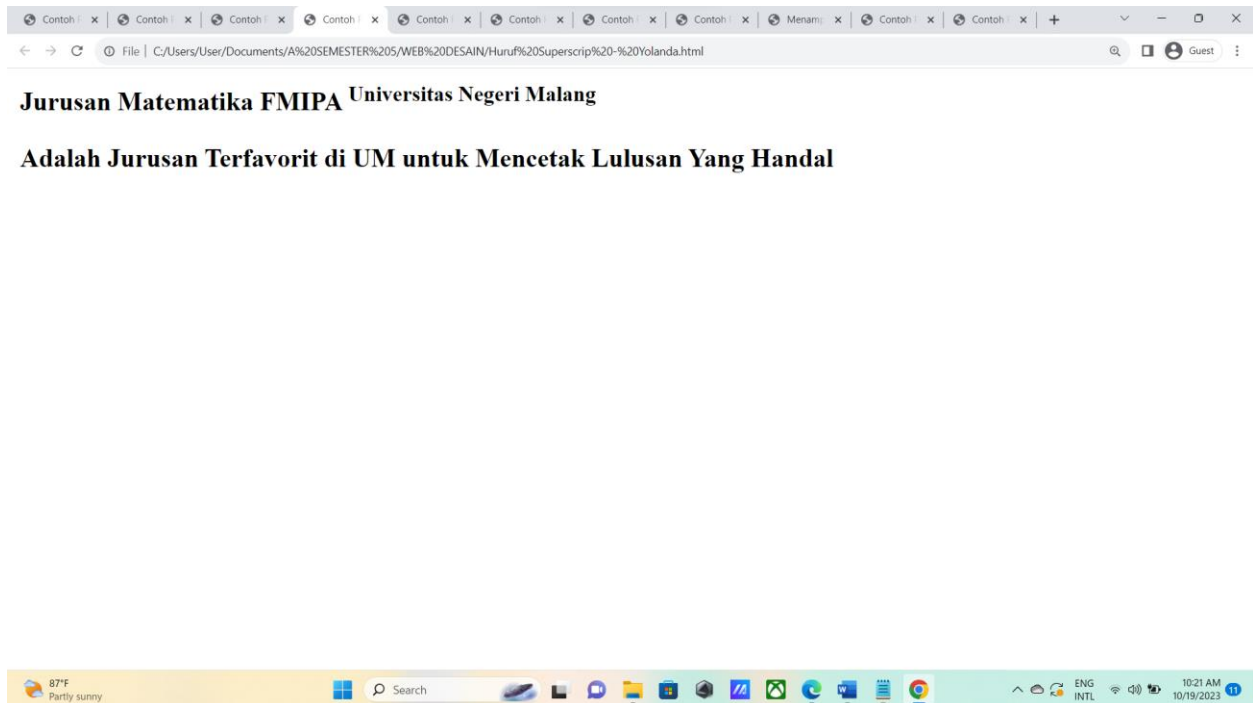 Contoh Contoh Contoh Contoh Contoh Contoh Contoh Contoh Menamp Contoh Contoh
File C:/Users/User/Documents/A%20SEMESTER%205/WEB%20DESAIN/Huruf%20Superscrip%20-%20Yolanda.html Guest
Jurusan Matematika FMIPA Universitas Negeri Malang
Adalah Jurusan Terfavorit di UM untuk Mencetak Lulusan Yang Handal
87°F
Partly sunny
Search
ENG
INTL
10:21 AM
10/19/2023
11